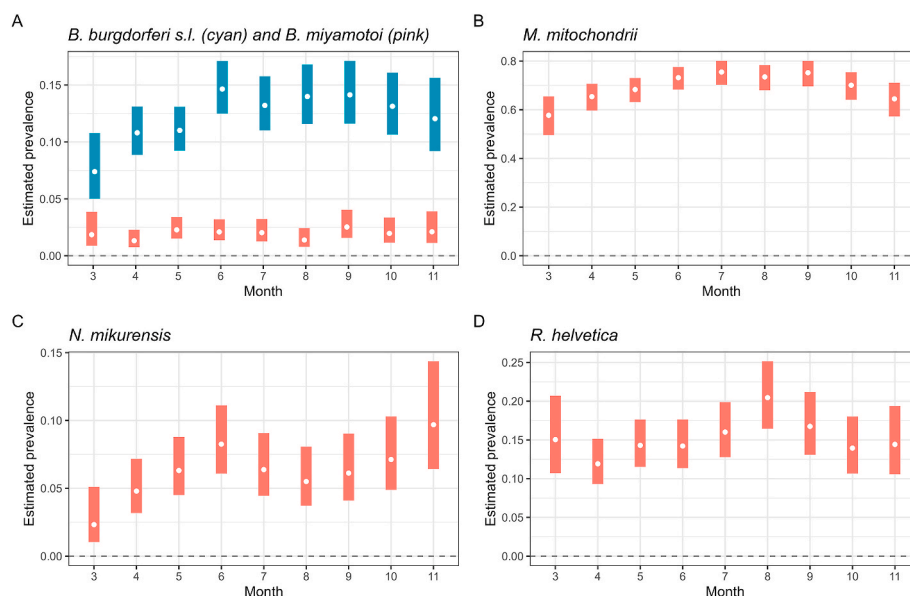 A
B. burgdorferi s.l. (cyan) and B. miyamotoi (pink)
Estimated prevalence
0.15
0.10
0.05
0.00
3 4 5 6 7 8 9 10 11
Month
B
M. mitochondrii
Estimated prevalence
0.8
0.6
0.4
0.2
0.0
3 4 5 6 7 8 9 10 11
Month
C
N. mikurensis
Estimated prevalence
0.15
0.10
0.05
0.00
3 4 5 6 7 8 9 10 11
Month
D
R. helvetica
Estimated prevalence
0.25
0.20
0.15
0.10
0.05
0.00
3 4 5 6 7 8 9 10 11
Month